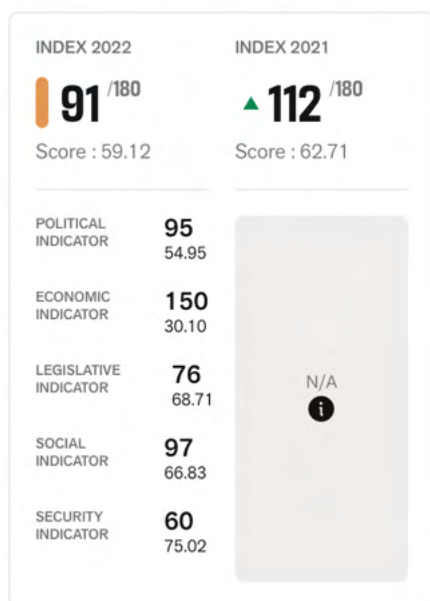 INDEX 2022
91 /180
Score : 59.12
INDEX 2021
▲ 112 /180
Score : 62.71
POLITICAL
INDICATOR
95
54.95
ECONOMIC
INDICATOR
150
30.10
LEGISLATIVE
INDICATOR
76
68.71
SOCIAL
INDICATOR
97
66.83
SECURITY
INDICATOR
60
75.02
N/A
i